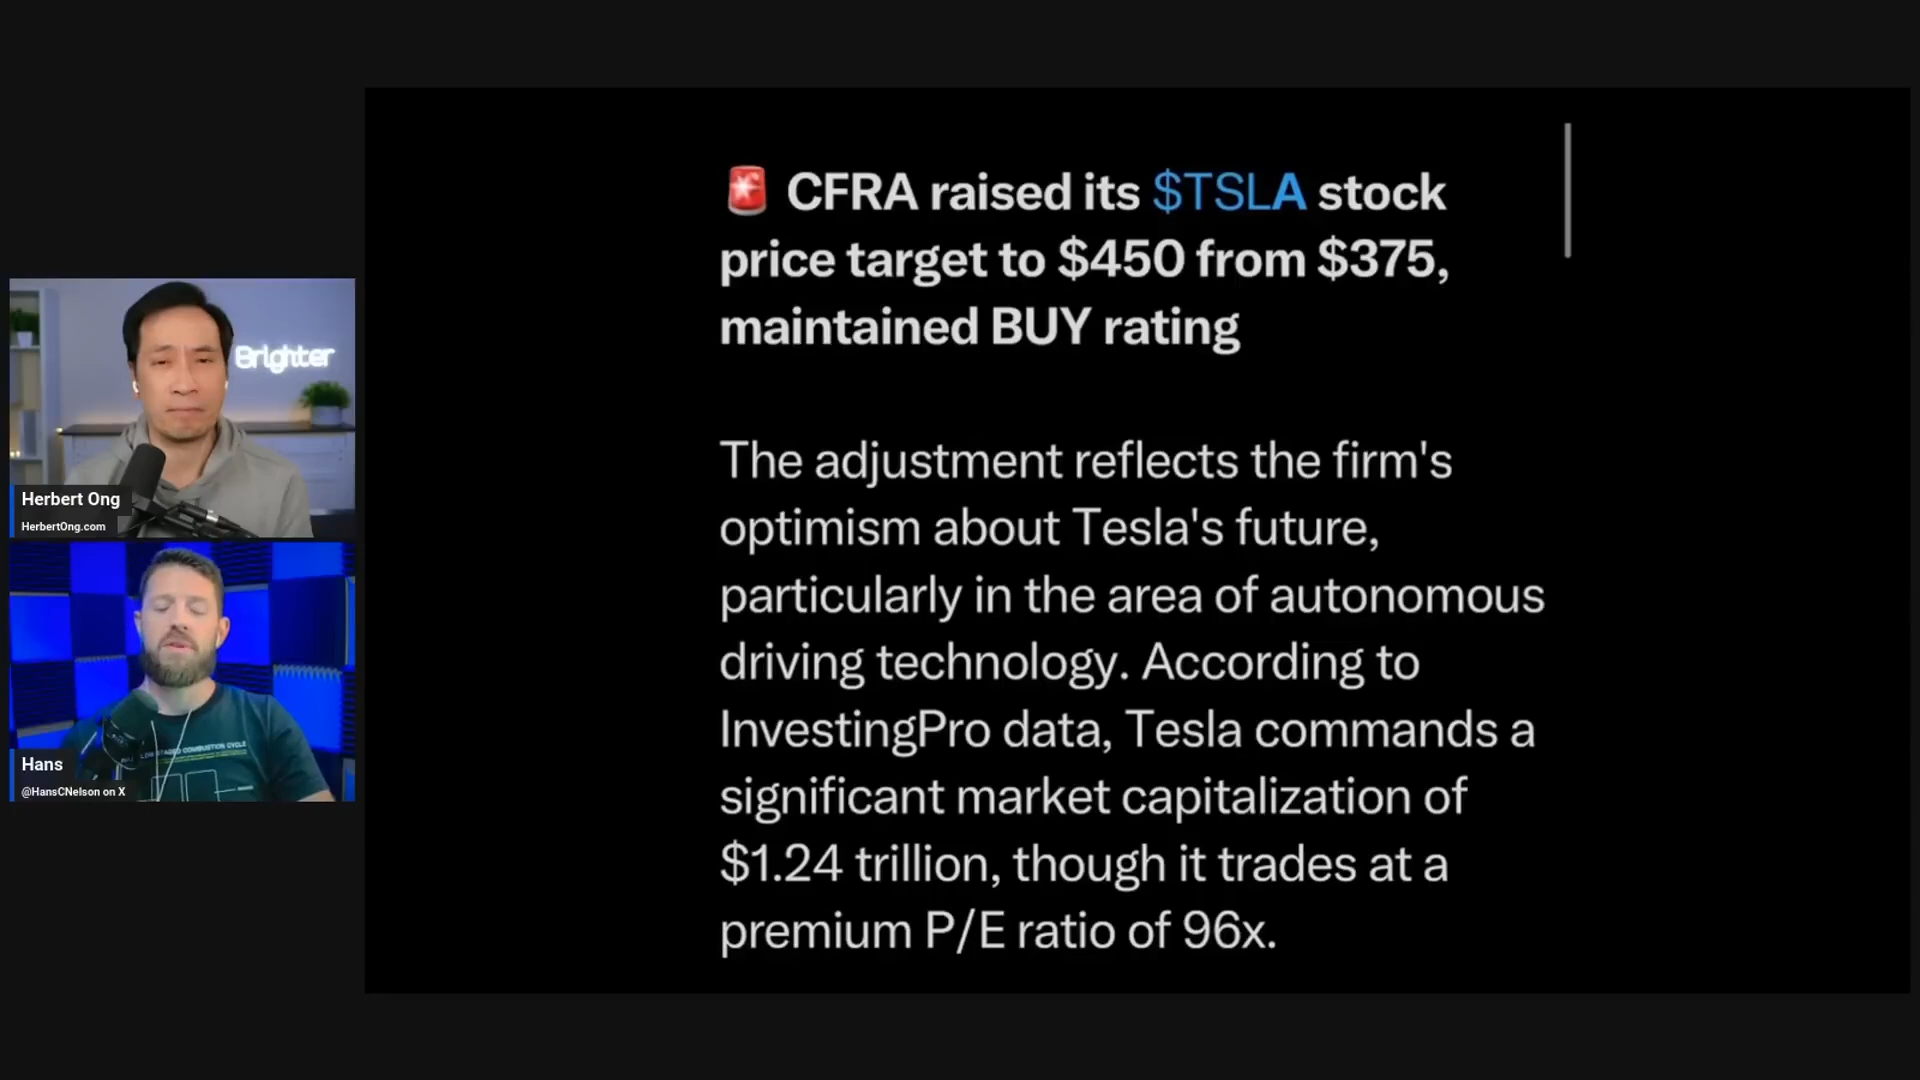 🚨 CFRA raised its $TSLA stock
price target to $450 from $375,
maintained BUY rating
The adjustment reflects the firm's
optimism about Tesla's future,
particularly in the area of autonomous
driving technology. According to
InvestingPro data, Tesla commands a
significant market capitalization of
$1.24 trillion, though it trades at a
premium P/E ratio of 96x.
Brighter
Herbert Ong
HerbertOng.com
STAGED COMBUSTION CYCLE
Hans
@HansCNelson on X